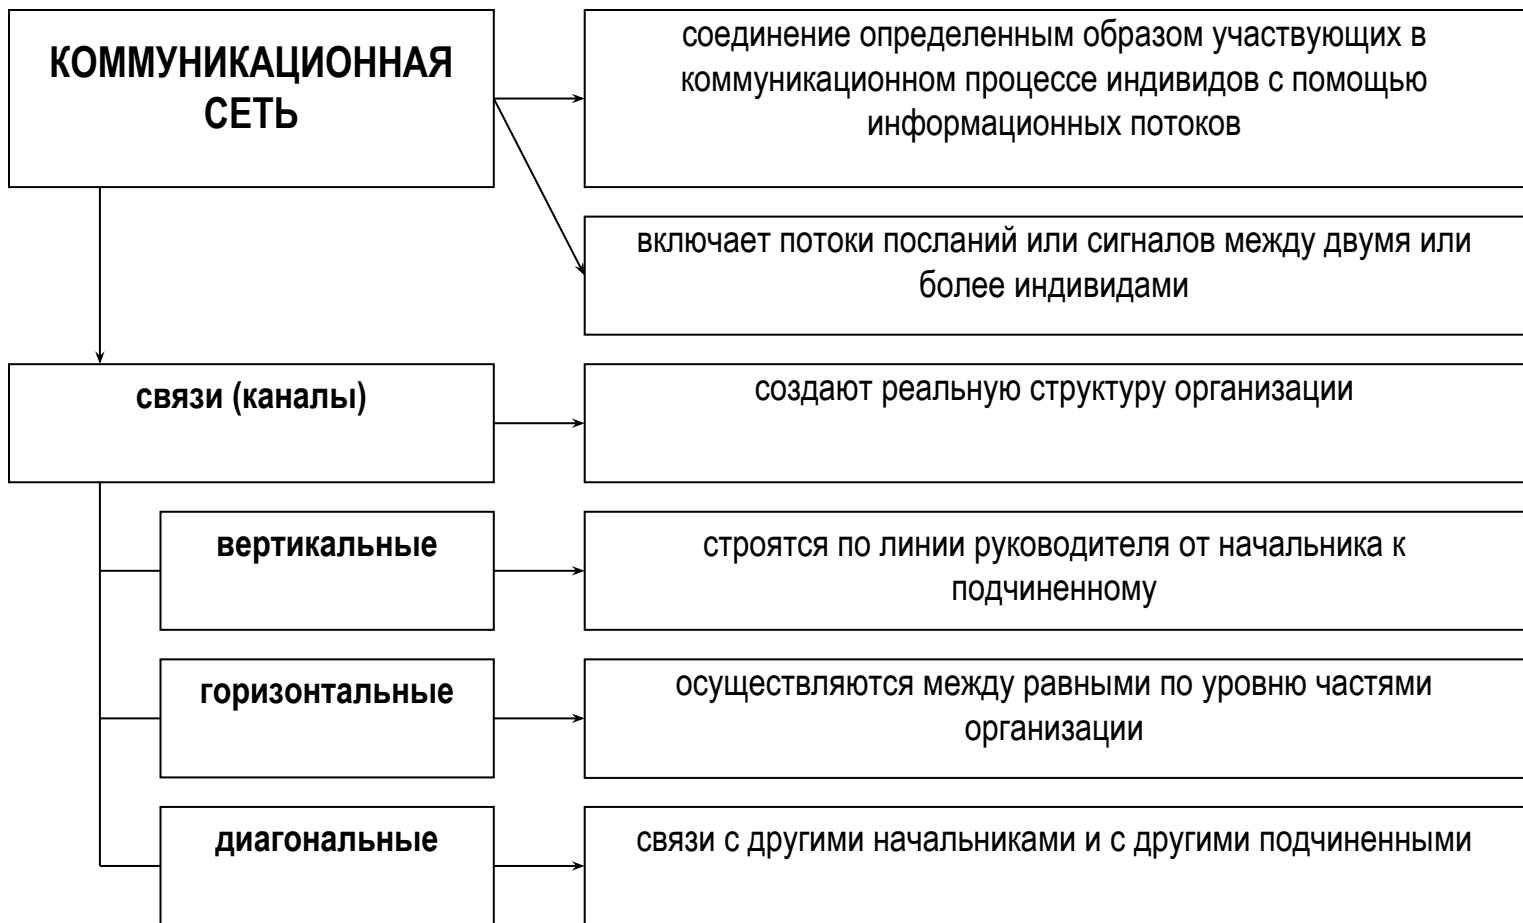 КОММУНИКАЦИОННАЯ
СЕТЬ
соединение определенным образом участвующих в
коммуникационном процессе индивидов с помощью
информационных потоков
включает потоки посланий или сигналов между двумя или
более индивидами
связи (каналы)
создают реальную структуру организации
вертикальные
строятся по линии руководителя от начальника к
подчиненному
горизонтальные
осуществляются между равными по уровню частями
организации
диагональные
связи с другими начальниками и с другими подчиненными